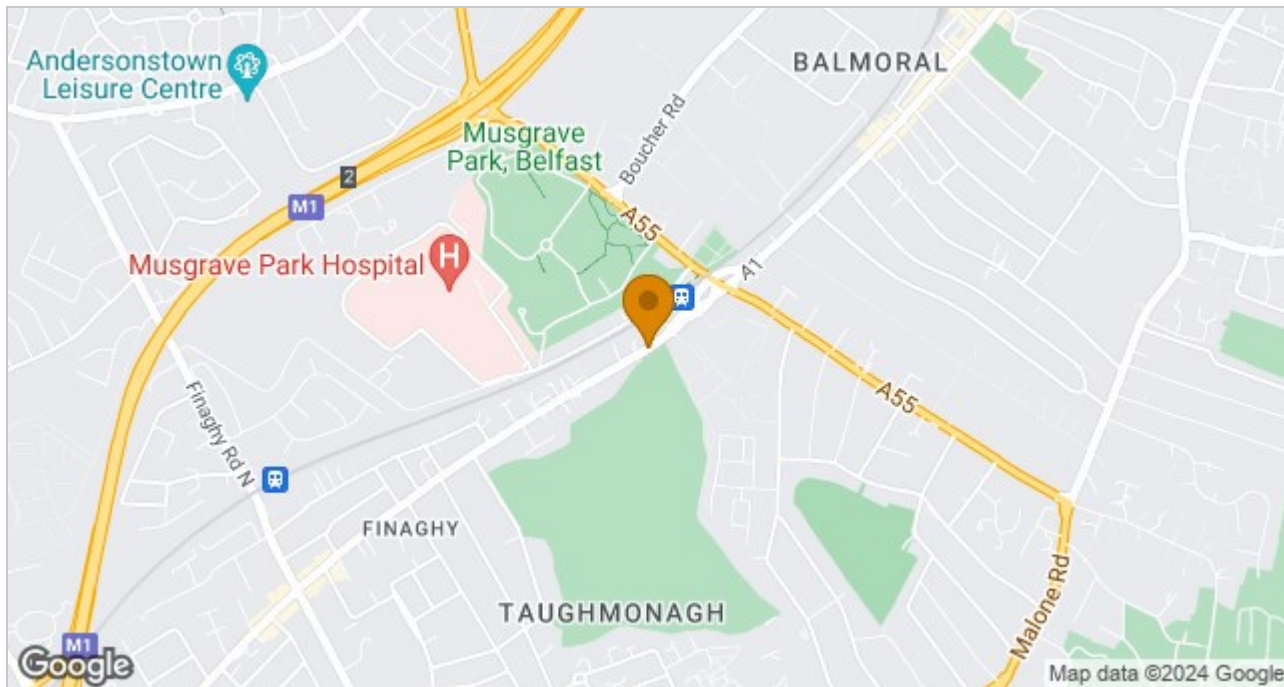 Andersonstown
Leisure Centre
BALMORAL
Musgrave
Park, Belfast
Boucher Rd
2
M1
A55
Musgrave Park Hospital
H
A1
A55
Finaghy Rd N
FINAGHY
TAUGHMONAGH
Malone Rd
M1
Google
Map data ©2024 Google